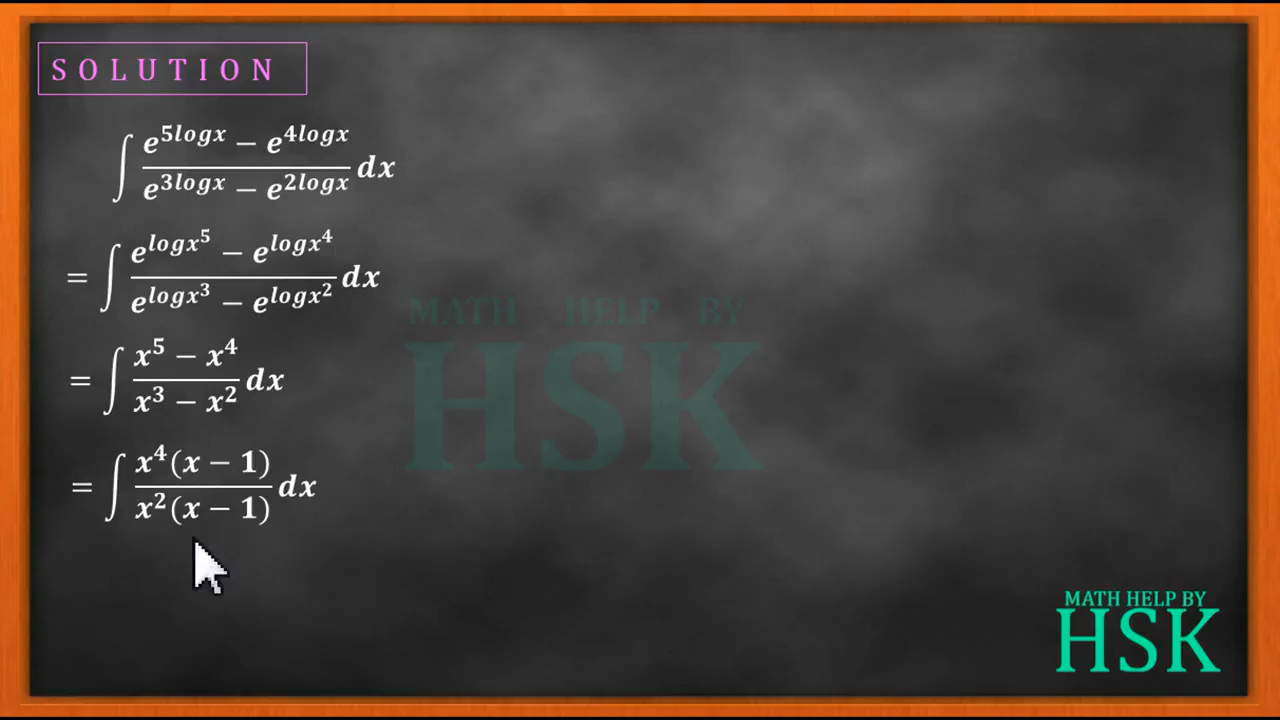 SOLUTION
∫ (e^{5logx} − e^{4logx}) / (e^{3logx} − e^{2logx}) dx
= ∫ (e^{logx^5} − e^{logx^4}) / (e^{logx^3} − e^{logx^2}) dx
= ∫ (x^5 − x^4) / (x^3 − x^2) dx
= ∫ x^4(x − 1) / x^2(x − 1) dx
MATH HELP BY
HSK
MATH HELP BY
HSK